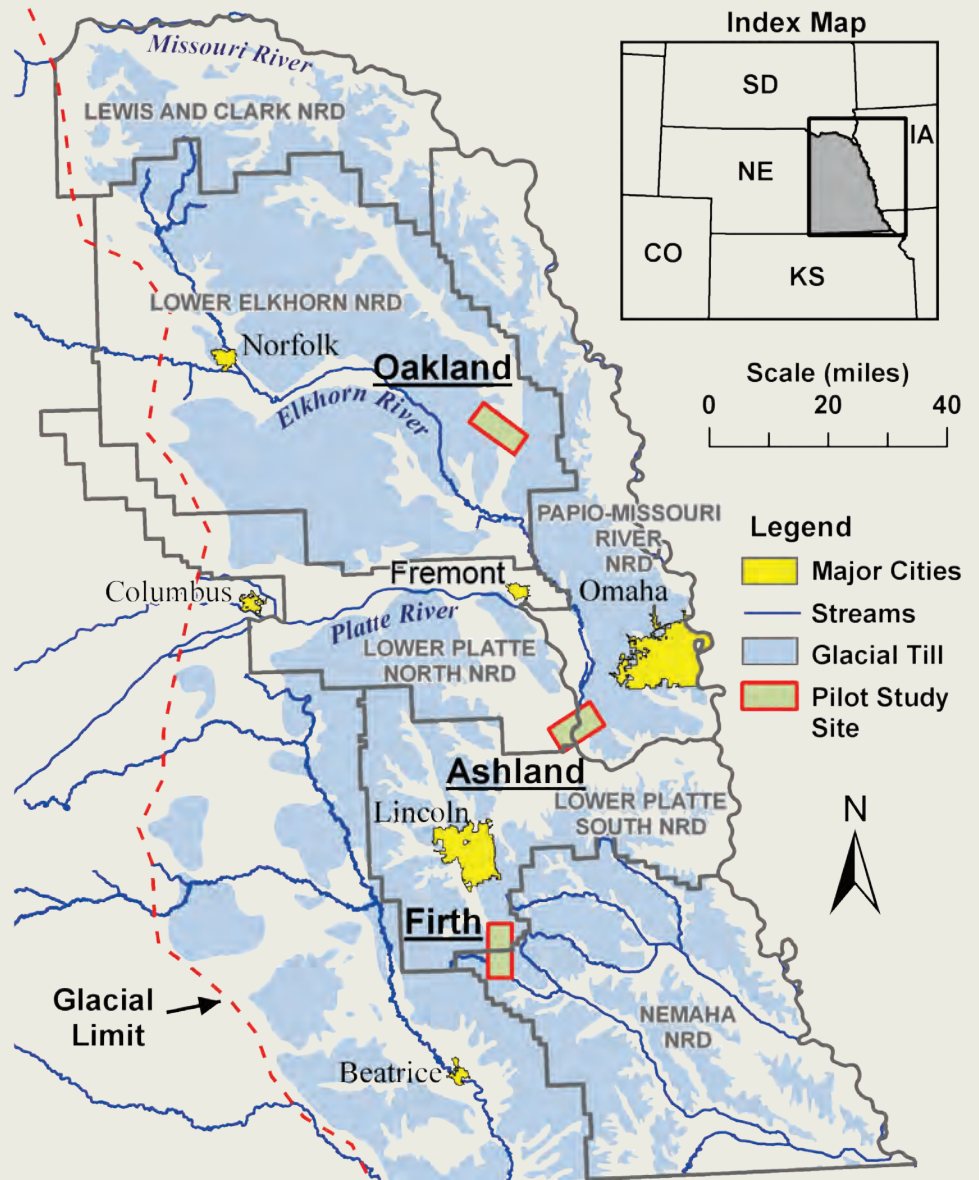 Index Map
SD
NE
IA
CO
KS
Missouri River
LEWIS AND CLARK NRD
LOWER ELKHORN NRD
Norfolk
Oakland
Elkhorn River
Scale (miles)
0 20 40
PAPIO-MISSOURI
RIVER
NRD
Legend
Major Cities
Streams
Glacial Till
Pilot Study
Site
Columbus
Fremont
Omaha
Platte River
LOWER PLATTE
NORTH NRD
Ashland
Lincoln
LOWER PLATTE
SOUTH NRD
N
Firth
Glacial
Limit
NEMAHA
NRD
Beatrice